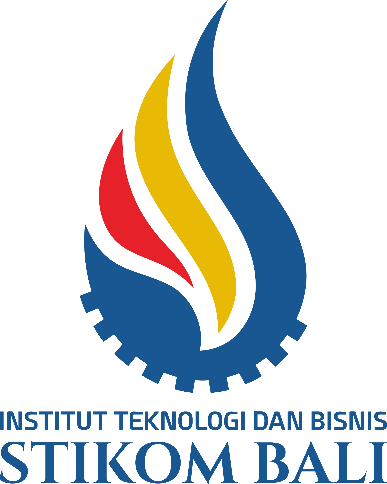 INSTITUT TEKNOLOGI DAN BISNIS
STIKOM BALI